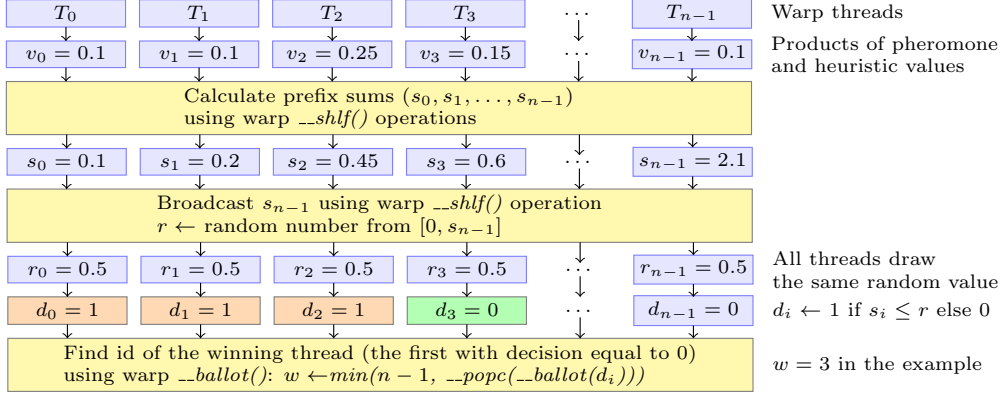 T₀ T₁ T₂ T₃ ⋯ Tₙ₋₁ Warp threads
v₀ = 0.1 v₁ = 0.1 v₂ = 0.25 v₃ = 0.15 ⋯ vₙ₋₁ = 0.1 Products of pheromone
and heuristic values
Calculate prefix sums (s₀, s₁, . . . , sₙ₋₁)
using warp __shlf() operations
s₀ = 0.1 s₁ = 0.2 s₂ = 0.45 s₃ = 0.6 ⋯ sₙ₋₁ = 2.1
Broadcast sₙ₋₁ using warp __shlf() operation
r ← random number from [0, sₙ₋₁]
r₀ = 0.5 r₁ = 0.5 r₂ = 0.5 r₃ = 0.5 ⋯ rₙ₋₁ = 0.5 All threads draw
the same random value
d₀ = 1 d₁ = 1 d₂ = 1 d₃ = 0 ⋯ dₙ₋₁ = 0 dᵢ ← 1 if sᵢ ≤ r else 0
Find id of the winning thread (the first with decision equal to 0)
using warp __ballot(): w ←min(n − 1, __popc(__ballot(dᵢ)))
w = 3 in the example